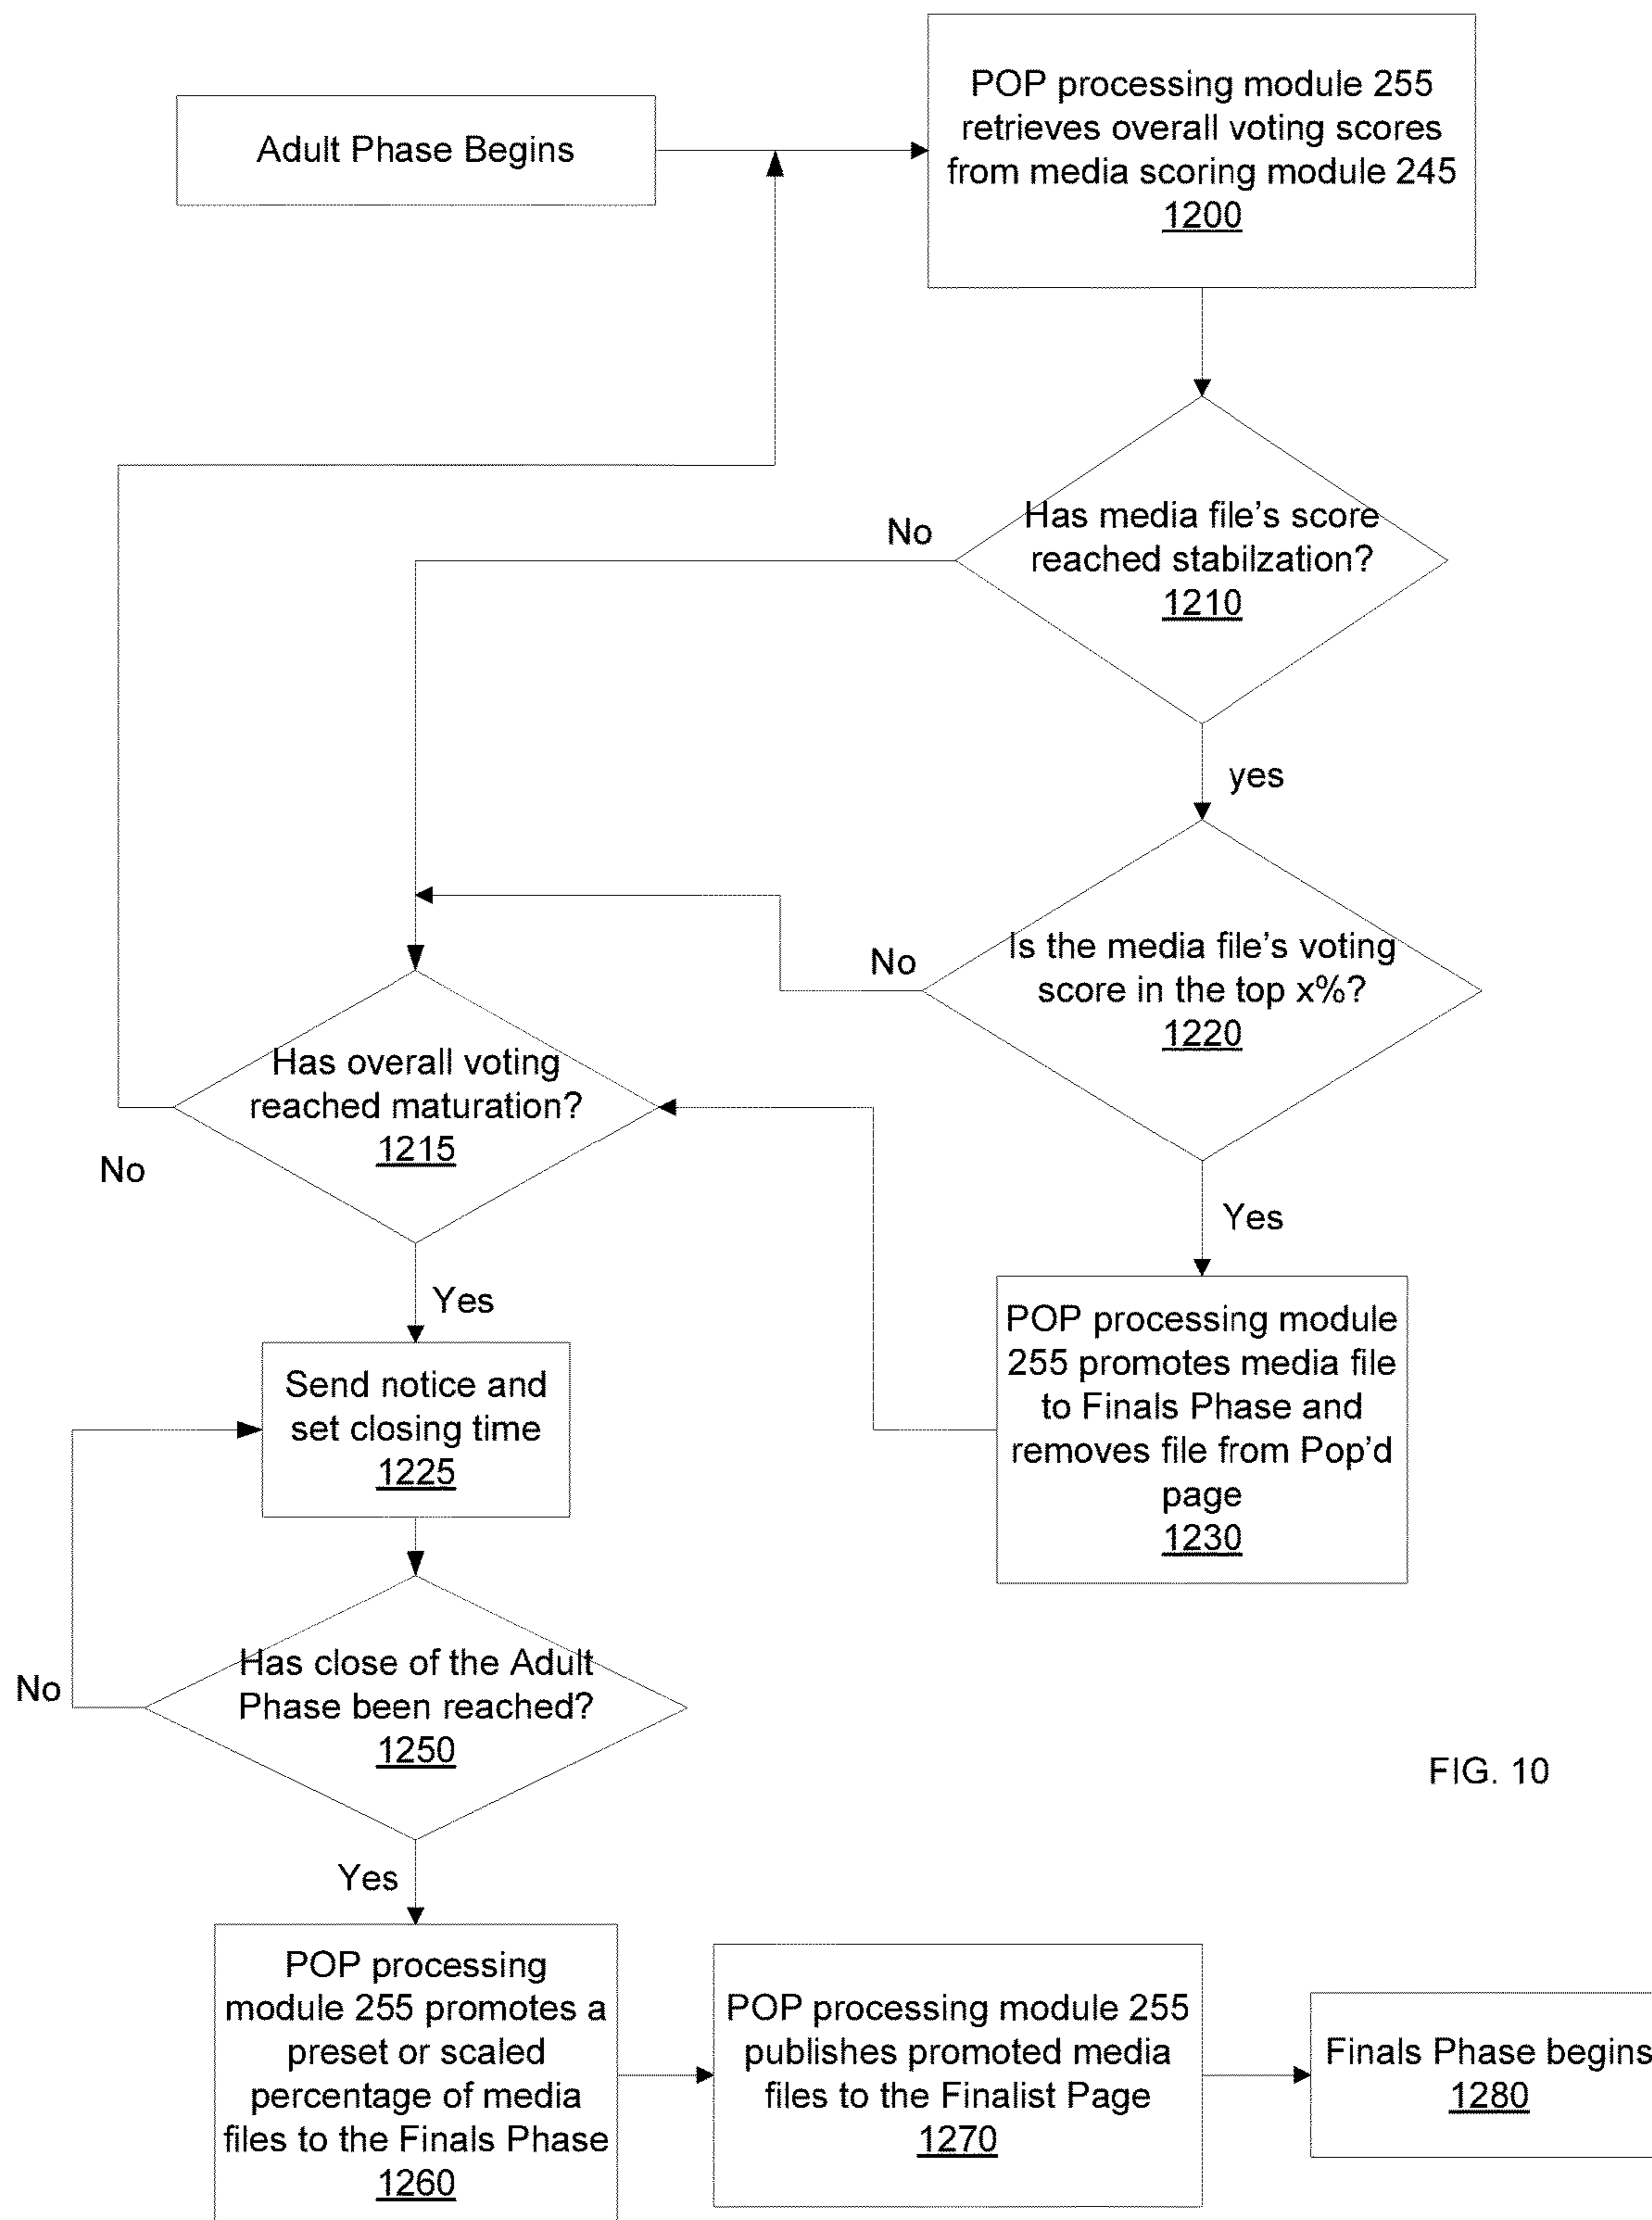 Adult Phase Begins
POP processing module 255
retrieves overall voting scores
from media scoring module 245
1200
Has media file's score
reached stabilzation?
1210
No
yes
Is the media file's voting
score in the top x%?
1220
No
Has overall voting
reached maturation?
1215
No
Yes
Yes
POP processing module
255 promotes media file
to Finals Phase and
removes file from Pop'd
page
1230
Send notice and
set closing time
1225
Has close of the Adult
Phase been reached?
1250
No
Yes
FIG. 10
POP processing
module 255 promotes a
preset or scaled
percentage of media
files to the Finals Phase
1260
POP processing module 255
publishes promoted media
files to the Finalist Page
1270
Finals Phase begins
1280